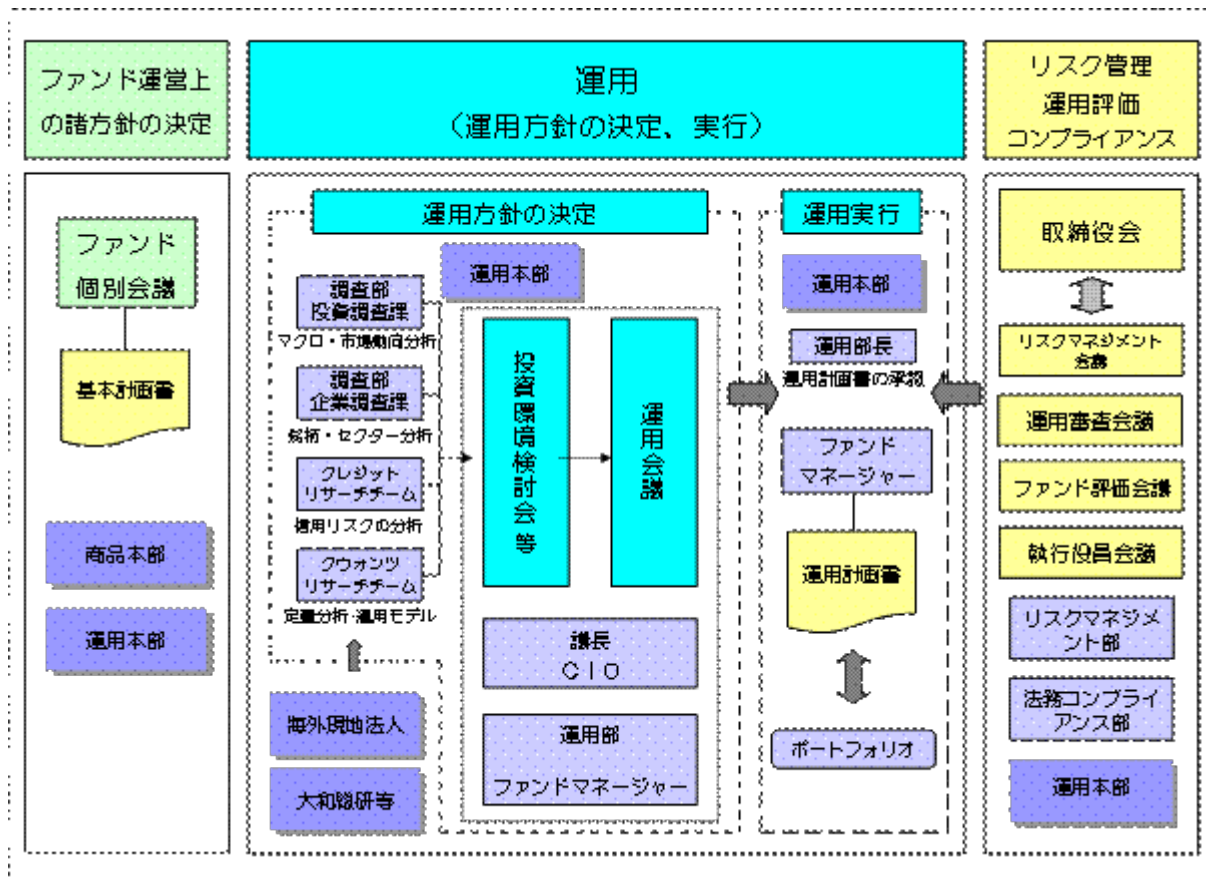 ファンド運営上
の諸方針の決定
運用
（運用方針の決定、実行）
リスク管理
運用評価
コンプライアンス
ファンド
個別会議
基本計画書
商品本部
運用本部
運用方針の決定
運用本部
調査部
投資調査課
マクロ・市場動向分析
調査部
企業調査課
銘柄・セクター分析
クレジット
リサーチチーム
信用リスクの分析
クウォンツ
リサーチチーム
定量分析・運用モデル
海外現地法人
大和総研等
投資環境検討会等
運用会議
議長
ＣＩＯ
運用部
ファンドマネージャー
運用実行
運用本部
運用部長
運用計画書の承認
ファンド
マネージャー
運用計画書
ポートフォリオ
取締役会
リスクマネジメント
会議
運用審査会議
ファンド評価会議
執行役員会議
リスクマネジメ
ント部
法務コンプライ
アンス部
運用本部